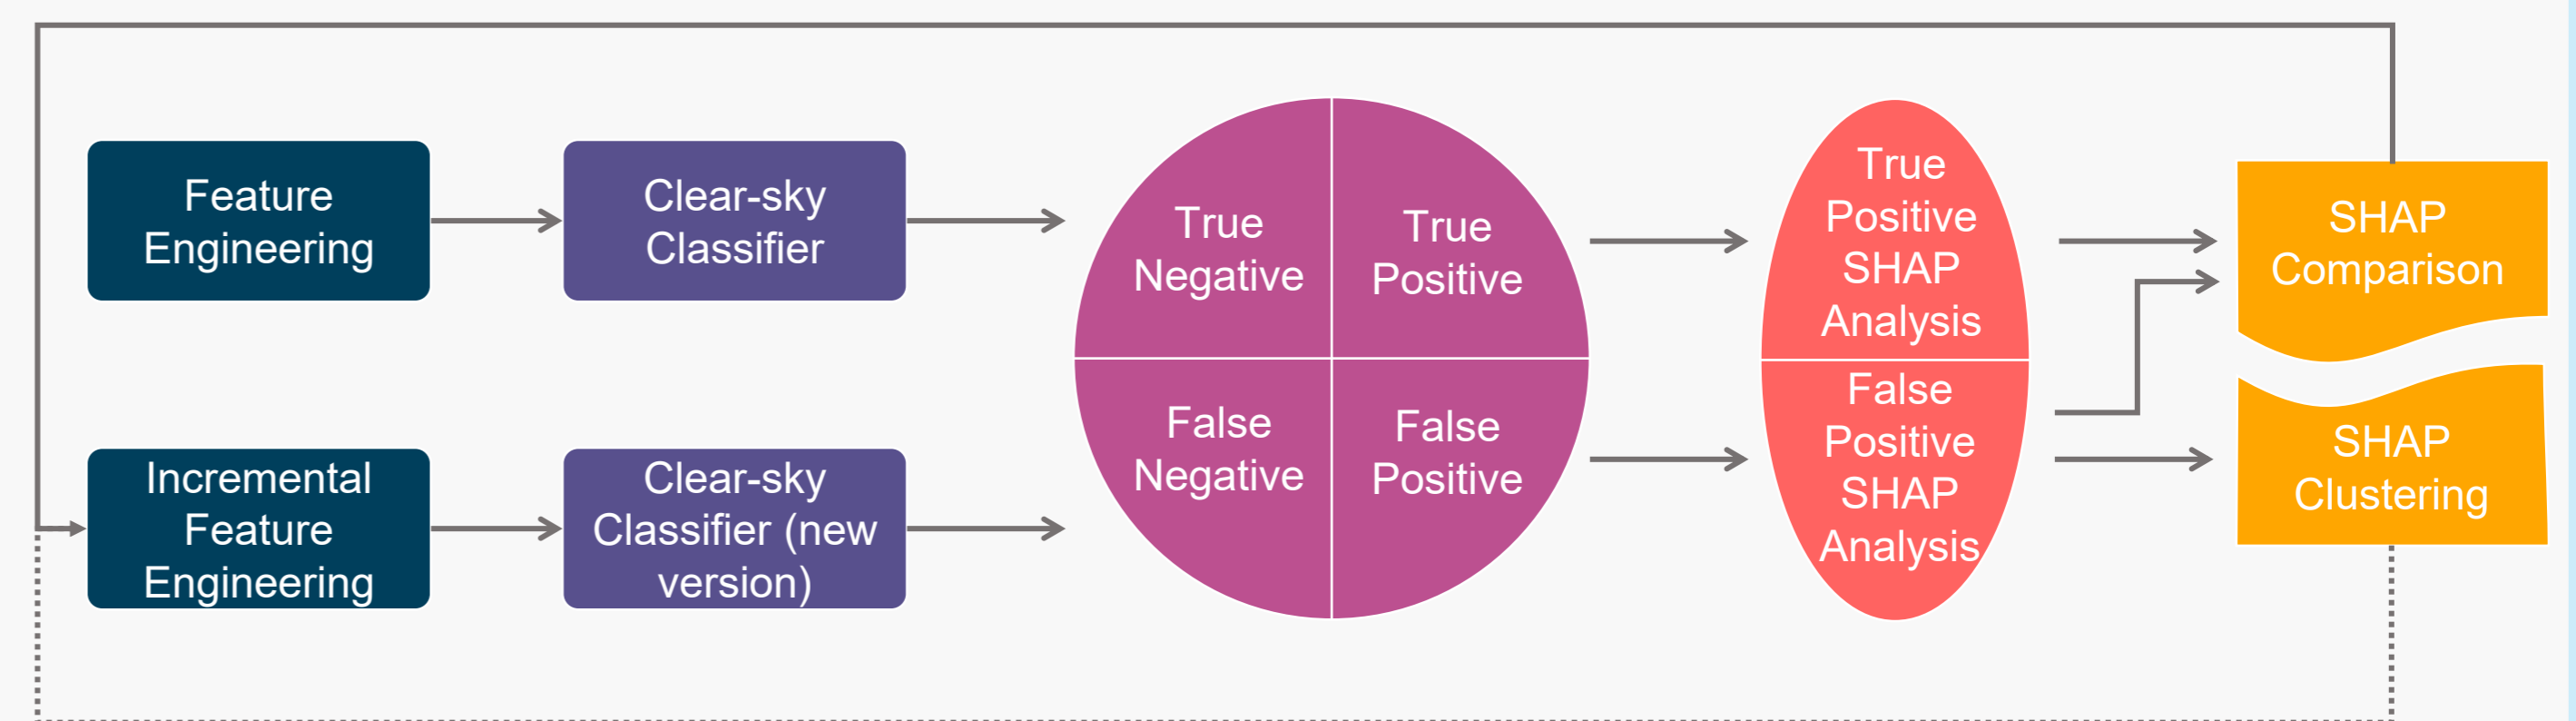 Feature
Engineering
Clear-sky
Classifier
True
Negative
True
Positive
False
Negative
False
Positive
True
Positive
SHAP
Analysis
False
Positive
SHAP
Analysis
SHAP
Comparison
SHAP
Clustering
Incremental
Feature
Engineering
Clear-sky
Classifier (new
version)